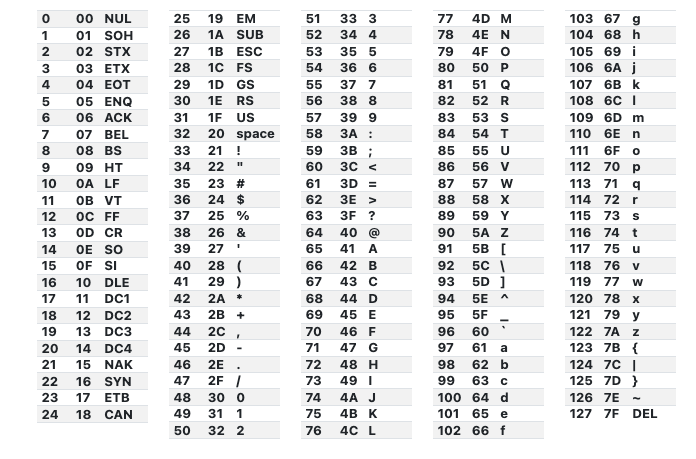 0 00 NUL
1 01 SOH
2 02 STX
3 03 ETX
4 04 EOT
5 05 ENQ
6 06 ACK
7 07 BEL
8 08 BS
9 09 HT
10 0A LF
11 0B VT
12 0C FF
13 0D CR
14 0E SO
15 0F SI
16 10 DLE
17 11 DC1
18 12 DC2
19 13 DC3
20 14 DC4
21 15 NAK
22 16 SYN
23 17 ETB
24 18 CAN
25 19 EM
26 1A SUB
27 1B ESC
28 1C FS
29 1D GS
30 1E RS
31 1F US
32 20 space
33 21 !
34 22 "
35 23 #
36 24 $
37 25 %
38 26 &
39 27 '
40 28 (
41 29 )
42 2A *
43 2B +
44 2C ,
45 2D -
46 2E .
47 2F /
48 30 0
49 31 1
50 32 2
51 33 3
52 34 4
53 35 5
54 36 6
55 37 7
56 38 8
57 39 9
58 3A :
59 3B ;
60 3C <
61 3D =
62 3E >
63 3F ?
64 40 @
65 41 A
66 42 B
67 43 C
68 44 D
69 45 E
70 46 F
71 47 G
72 48 H
73 49 I
74 4A J
75 4B K
76 4C L
77 4D M
78 4E N
79 4F O
80 50 P
81 51 Q
82 52 R
83 53 S
84 54 T
85 55 U
86 56 V
87 57 W
88 58 X
89 59 Y
90 5A Z
91 5B [
92 5C \
93 5D ]
94 5E ^
95 5F _
96 60 `
97 61 a
98 62 b
99 63 c
100 64 d
101 65 e
102 66 f
103 67 g
104 68 h
105 69 i
106 6A j
107 6B k
108 6C l
109 6D m
110 6E n
111 6F o
112 70 p
113 71 q
114 72 r
115 73 s
116 74 t
117 75 u
118 76 v
119 77 w
120 78 x
121 79 y
122 7A z
123 7B {
124 7C |
125 7D }
126 7E ~
127 7F DEL